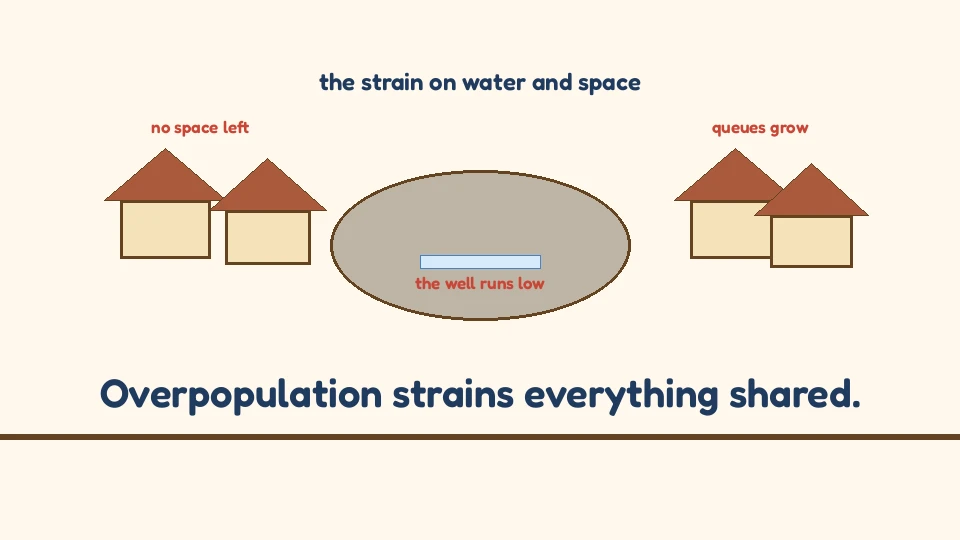 the strain on water and space
no space left
queues grow
the well runs low
Overpopulation strains everything shared.